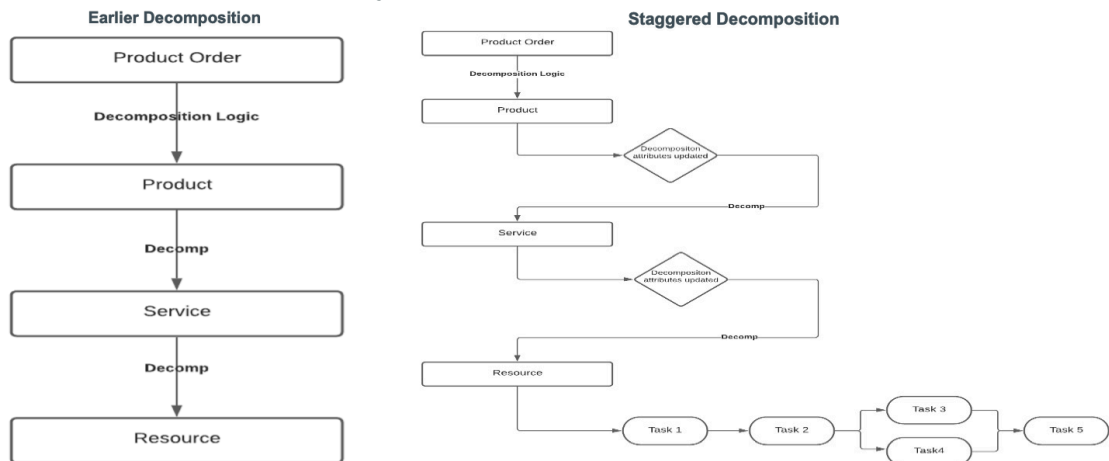 Earlier Decomposition
Product Order
Decomposition Logic
Product
Decomp
Service
Decomp
Resource
Staggered Decomposition
Product Order
Decomposition Logic
Product
Decompositon
attributes updated
Decomp
Service
Decompositon
attributes updated
Decomp
Resource
Task 1
Task 2
Task 3
Task4
Task 5